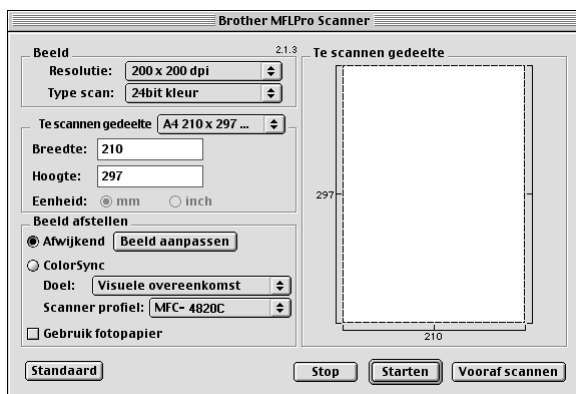 Brother MFLPro Scanner
Beeld
2.1.3
Resolutie: 200 x 200 dpi
Type scan: 24bit kleur
Te scannen gedeelte A4 210 x 297 ...
Breedte: 210
Hoogte: 297
Eenheid: mm inch
Beeld afstellen
Afwijkend Beeld aanpassen
ColorSync
Doel: Visuele overeenkomst
Scanner profiel: MFC- 4820C
Gebruik fotopapier
Te scannen gedeelte
297
210
Standaard Stop Starten Vooraf scannen